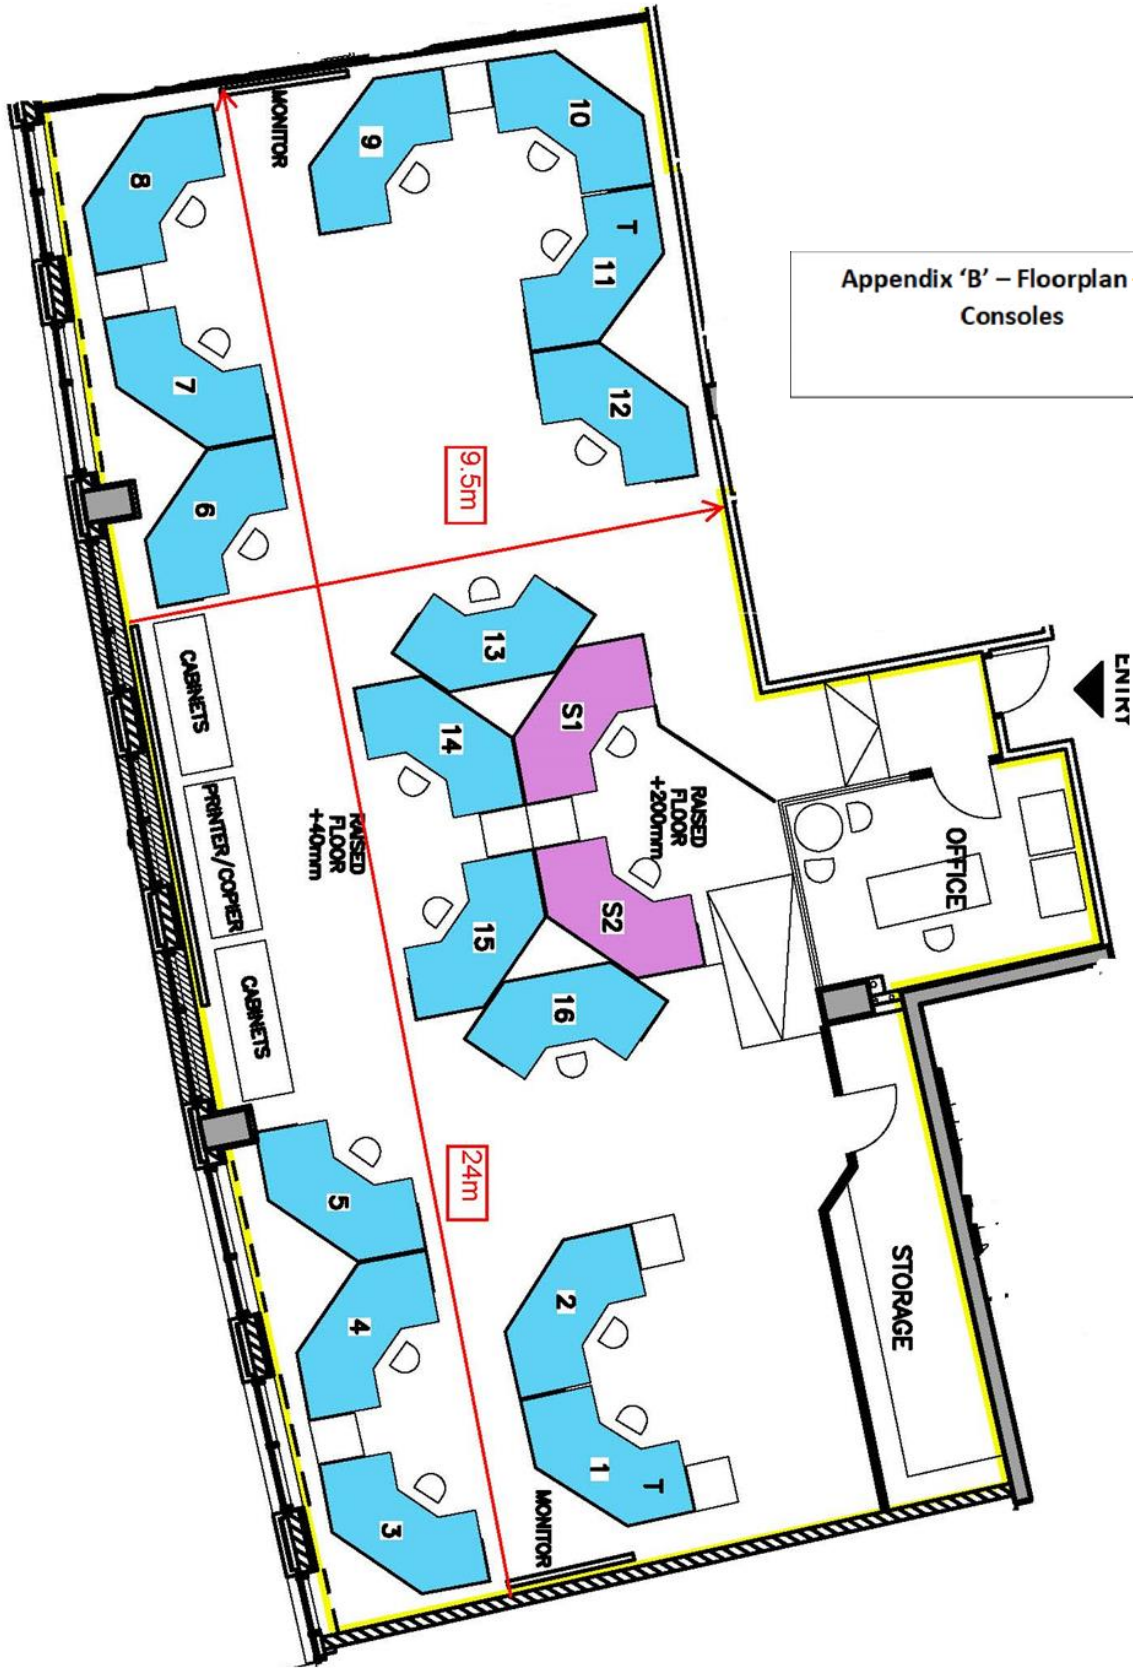 Appendix ‘B’ – Floorplan
Consoles
MONITOR
10
9
8
T
11
12
7
6
9.5m
ENTRY
13
S1
14
CABINETS
RAISED
FLOOR
+200mm
RAISED
FLOOR
+40mm
PRINTER/COPIER
OFFICE
S2
15
16
CABINETS
24m
5
4
3
2
1
T
STORAGE
MONITOR